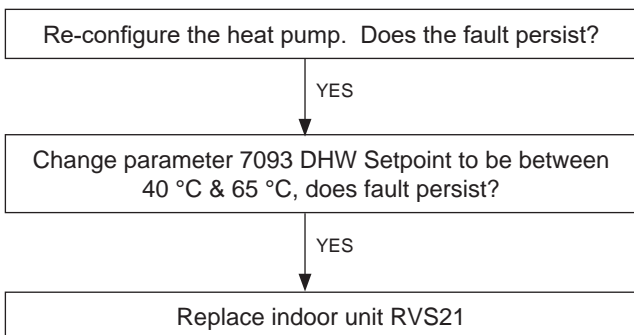 Re-configure the heat pump.  Does the fault persist?
YES
Change parameter 7093 DHW Setpoint to be between
40 °C & 65 °C, does fault persist?
YES
Replace indoor unit RVS21